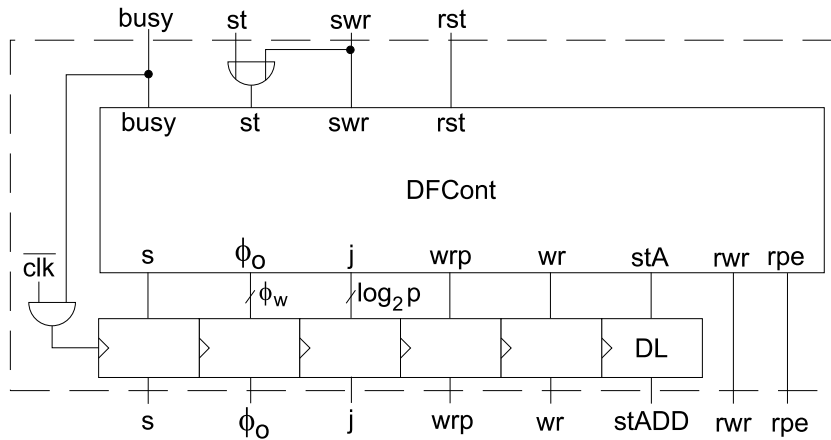 busy st swr rst
busy st swr rst
DFCont
s ϕo j wrp wr stA rwr rpe
clk
ϕw log2p
DL
s ϕo j wrp wr stADD rwr rpe